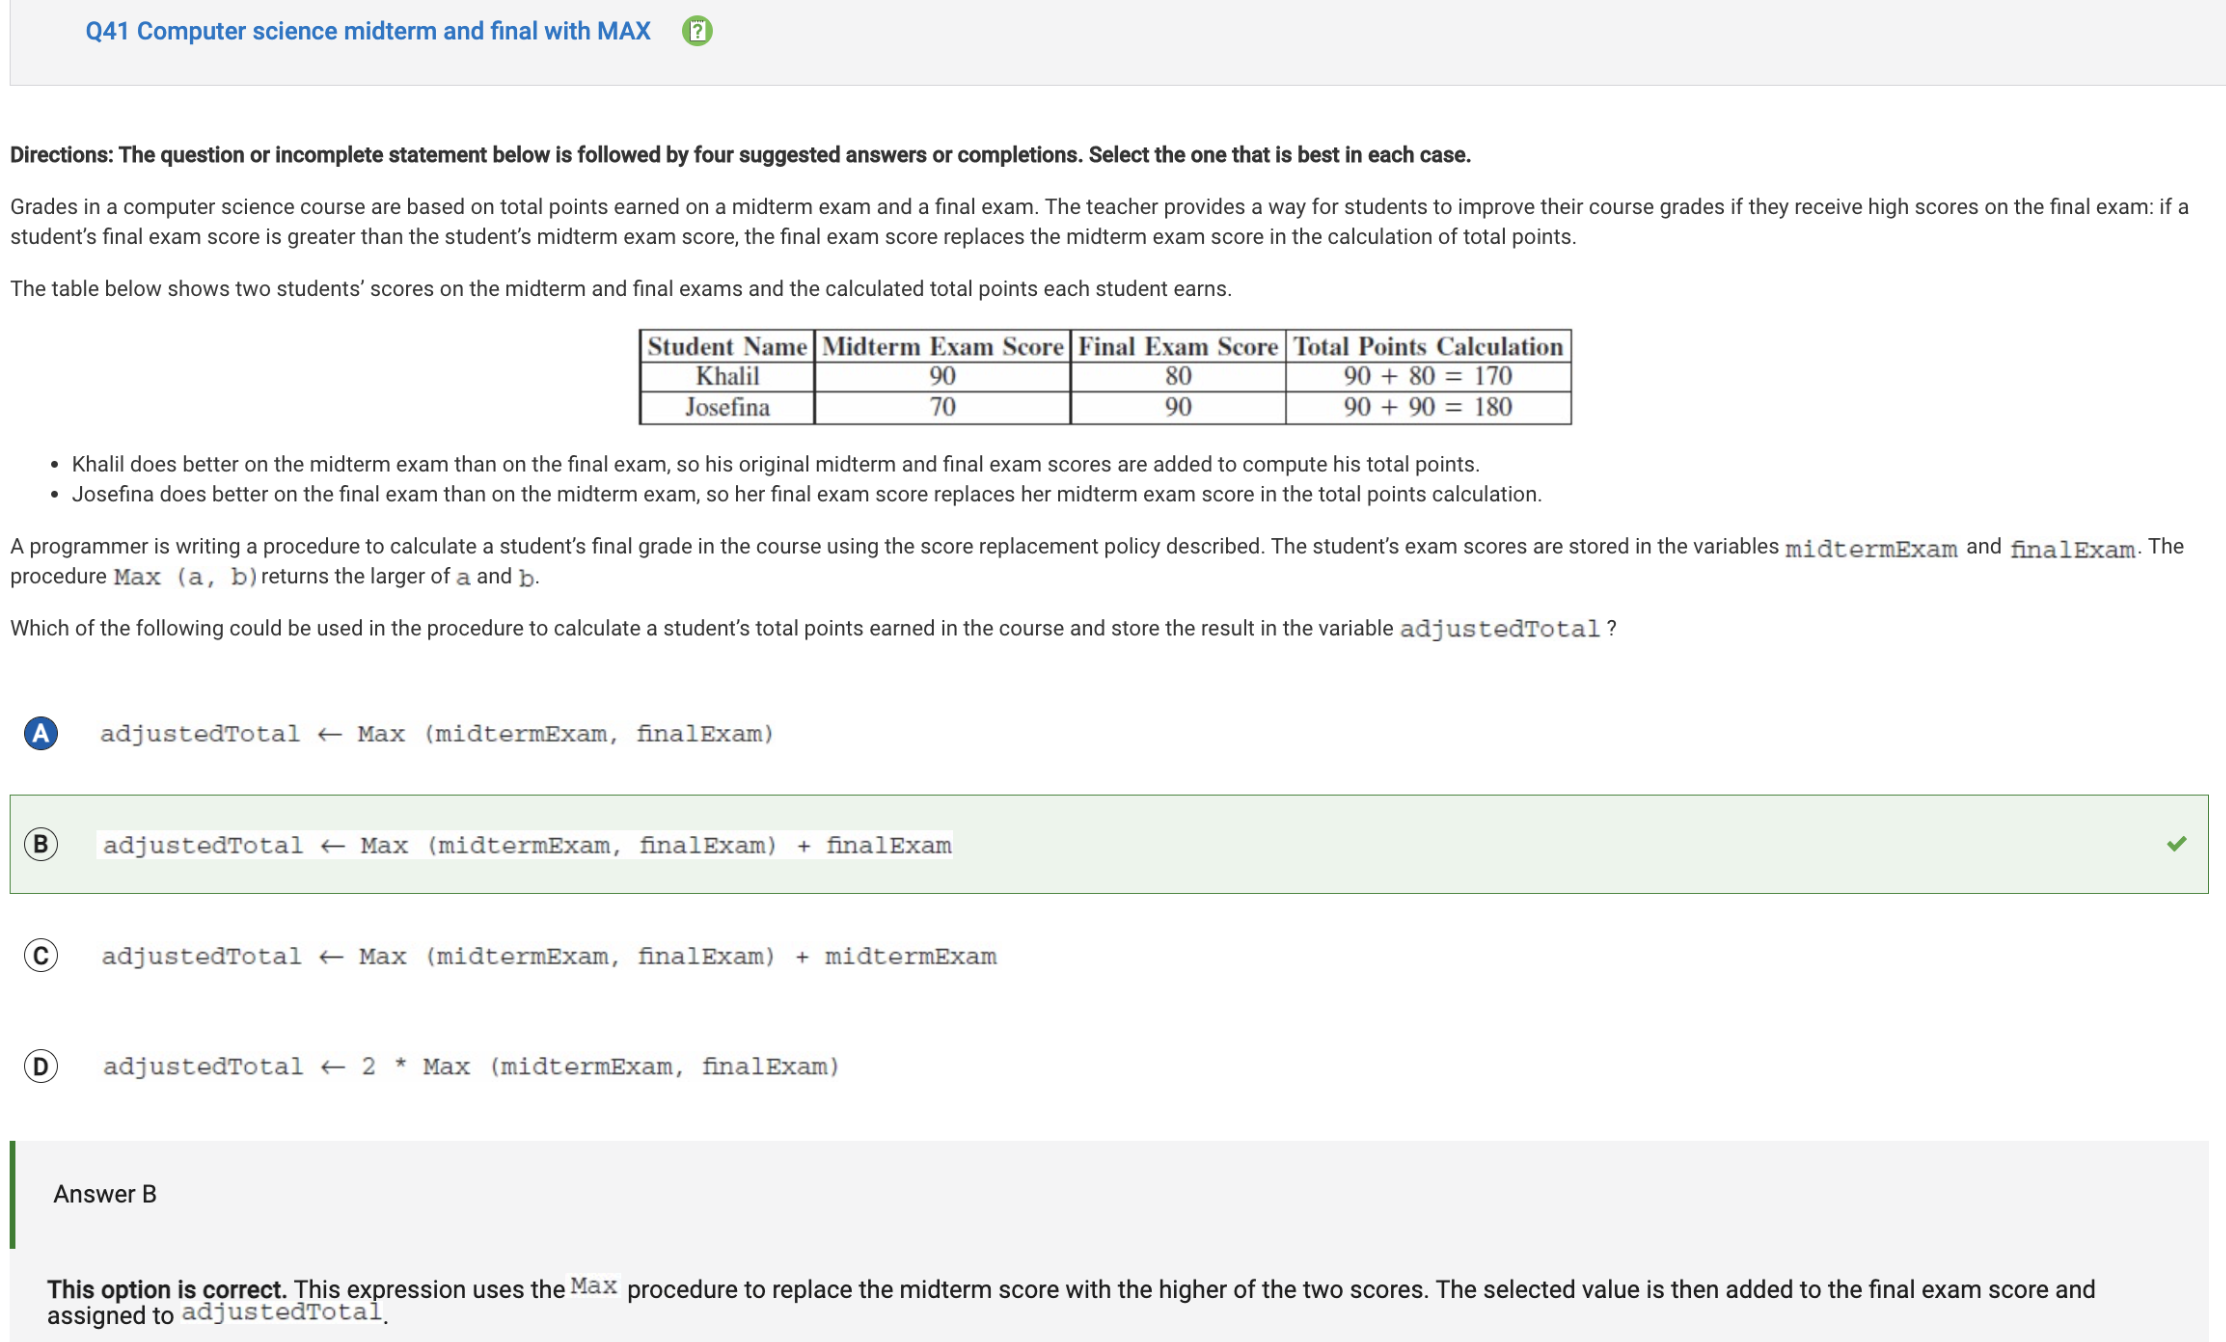 Q41 Computer science midterm and final with MAX
Directions: The question or incomplete statement below is followed by four suggested answers or completions. Select the one that is best in each case.
Grades in a computer science course are based on total points earned on a midterm exam and a final exam. The teacher provides a way for students to improve their course grades if they receive high scores on the final exam: if a
student's final exam score is greater than the student's midterm exam score, the final exam score replaces the midterm exam score in the calculation of total points.
The table below shows two students' scores on the midterm and final exams and the calculated total points each student earns.
Student Name Midterm Exam Score Final Exam Score Total Points Calculation
Khalil 90 80 90 + 80 = 170
Josefina 70 90 90 + 90 = 180
• Khalil does better on the midterm exam than on the final exam, so his original midterm and final exam scores are added to compute his total points.
• Josefina does better on the final exam than on the midterm exam, so her final exam score replaces her midterm exam score in the total points calculation.
A programmer is writing a procedure to calculate a student's final grade in the course using the score replacement policy described. The student's exam scores are stored in the variables midtermExam and finalExam. The
procedure Max (a, b) returns the larger of a and b.
Which of the following could be used in the procedure to calculate a student's total points earned in the course and store the result in the variable adjustedTotal ?
A adjustedTotal ← Max (midtermExam, finalExam)
B adjustedTotal ← Max (midtermExam, finalExam) + finalExam
C adjustedTotal ← Max (midtermExam, finalExam) + midtermExam
D adjustedTotal ← 2 * Max (midtermExam, finalExam)
Answer B
This option is correct. This expression uses the Max procedure to replace the midterm score with the higher of the two scores. The selected value is then added to the final exam score and
assigned to adjustedTotal.